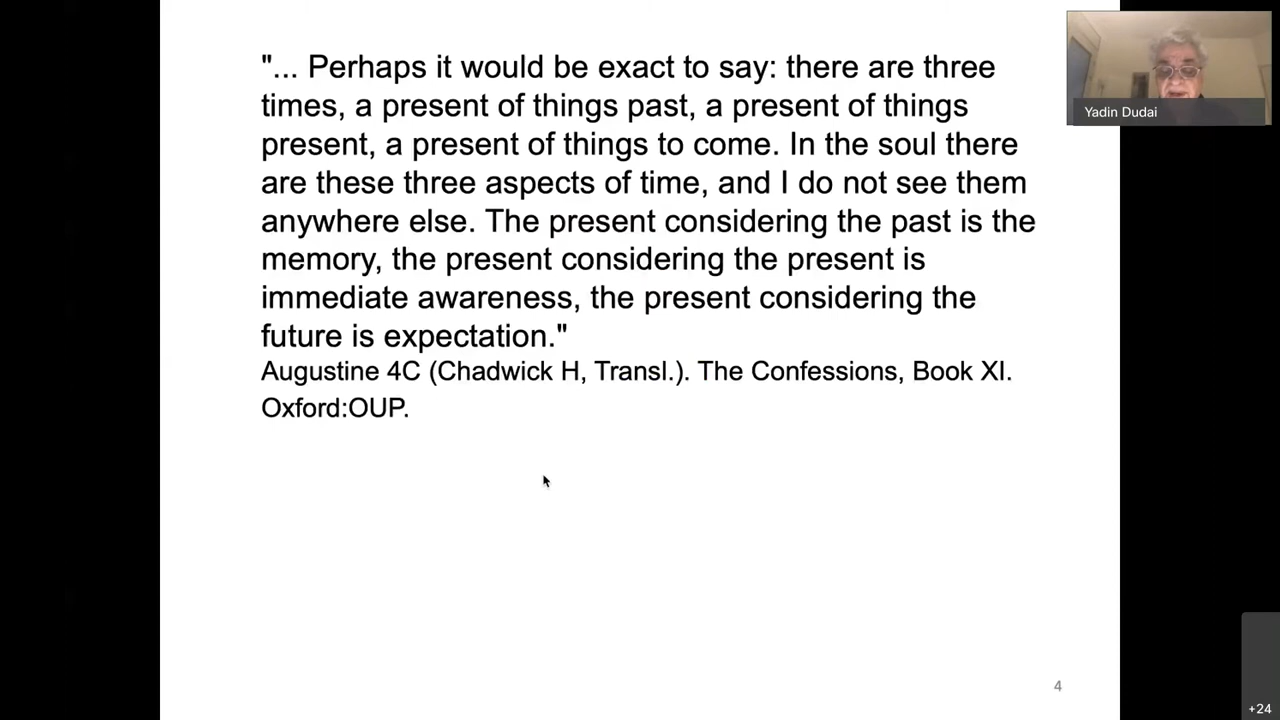 "... Perhaps it would be exact to say: there are three
times, a present of things past, a present of things
present, a present of things to come. In the soul there
are these three aspects of time, and I do not see them
anywhere else. The present considering the past is the
memory, the present considering the present is
immediate awareness, the present considering the
future is expectation."
Augustine 4C (Chadwick H, Transl.). The Confessions, Book XI.
Oxford:OUP.
Yadin Dudai
4
+24